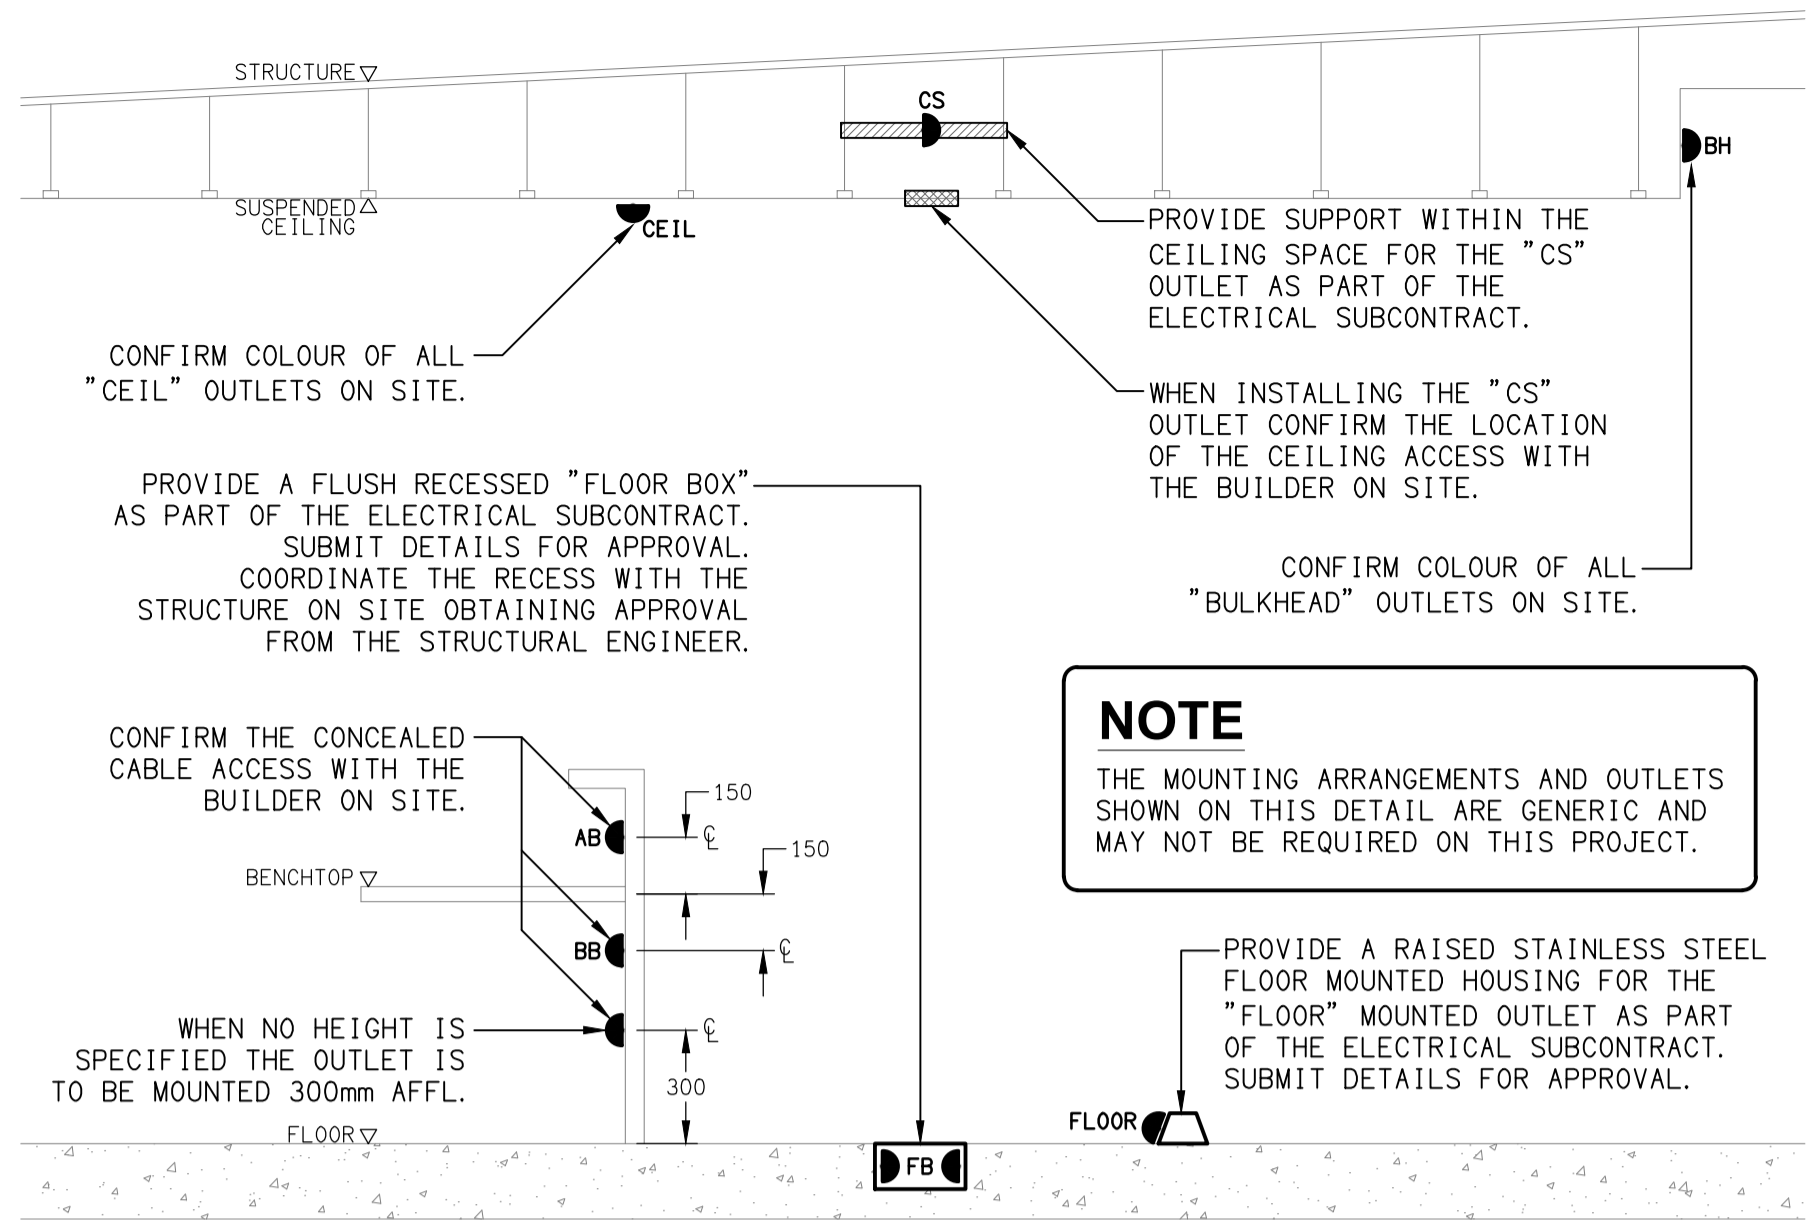 STRUCTURE
CS
BH
SUSPENDED
CEILING
CEIL
PROVIDE SUPPORT WITHIN THE
CEILING SPACE FOR THE "CS"
OUTLET AS PART OF THE
ELECTRICAL SUBCONTRACT.
CONFIRM COLOUR OF ALL
"CEIL" OUTLETS ON SITE.
WHEN INSTALLING THE "CS"
OUTLET CONFIRM THE LOCATION
OF THE CEILING ACCESS WITH
THE BUILDER ON SITE.
PROVIDE A FLUSH RECESSED "FLOOR BOX"
AS PART OF THE ELECTRICAL SUBCONTRACT.
SUBMIT DETAILS FOR APPROVAL.
COORDINATE THE RECESS WITH THE
STRUCTURE ON SITE OBTAINING APPROVAL
FROM THE STRUCTURAL ENGINEER.
CONFIRM COLOUR OF ALL
"BULKHEAD" OUTLETS ON SITE.
NOTE
THE MOUNTING ARRANGEMENTS AND OUTLETS
SHOWN ON THIS DETAIL ARE GENERIC AND
MAY NOT BE REQUIRED ON THIS PROJECT.
CONFIRM THE CONCEALED
CABLE ACCESS WITH THE
BUILDER ON SITE.
150
AB
℄
150
BENCHTOP
BB
℄
WHEN NO HEIGHT IS
SPECIFIED THE OUTLET IS
TO BE MOUNTED 300mm AFFL.
℄
300
PROVIDE A RAISED STAINLESS STEEL
FLOOR MOUNTED HOUSING FOR THE
"FLOOR" MOUNTED OUTLET AS PART
OF THE ELECTRICAL SUBCONTRACT.
SUBMIT DETAILS FOR APPROVAL.
FLOOR
FLOOR
FB